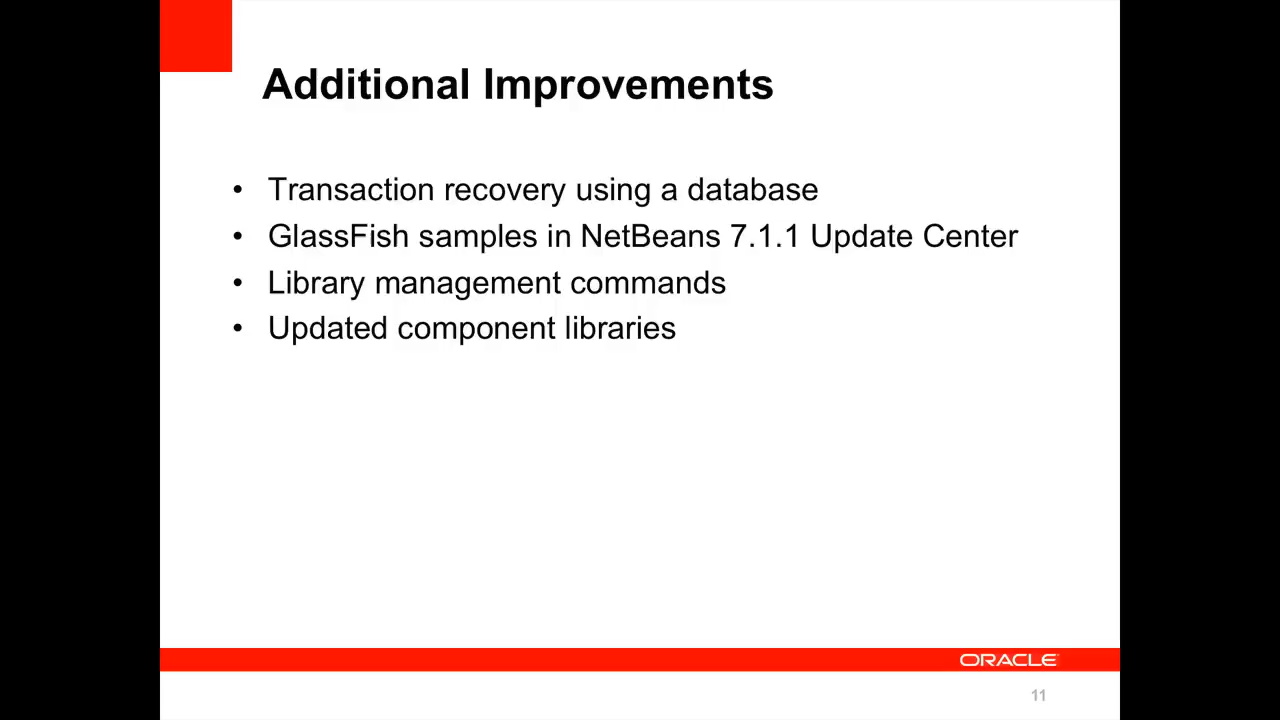 Additional Improvements
• Transaction recovery using a database
• GlassFish samples in NetBeans 7.1.1 Update Center
• Library management commands
• Updated component libraries
ORACLE
11